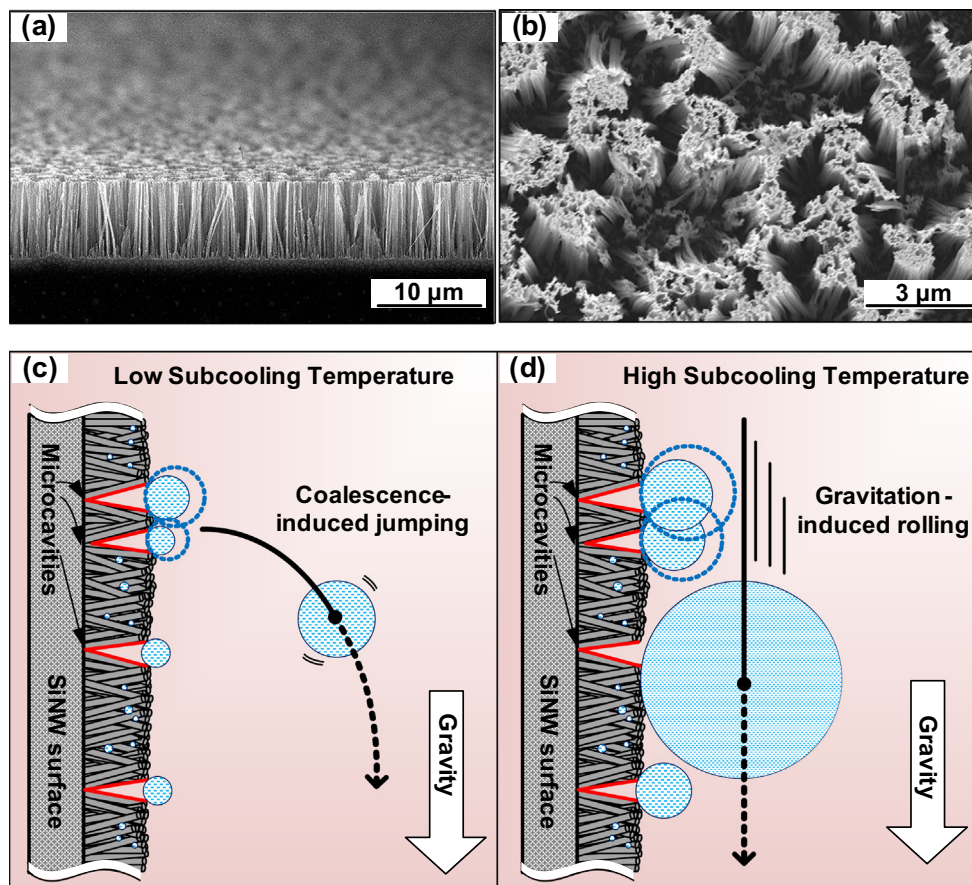 (a)
10 µm
(b)
3 µm
(c)
Low Subcooling Temperature
Microcavities
SiNW surface
Coalescence-
induced jumping
Gravity
(d)
High Subcooling Temperature
Microcavities
SiNW surface
Gravitation -
induced rolling
Gravity